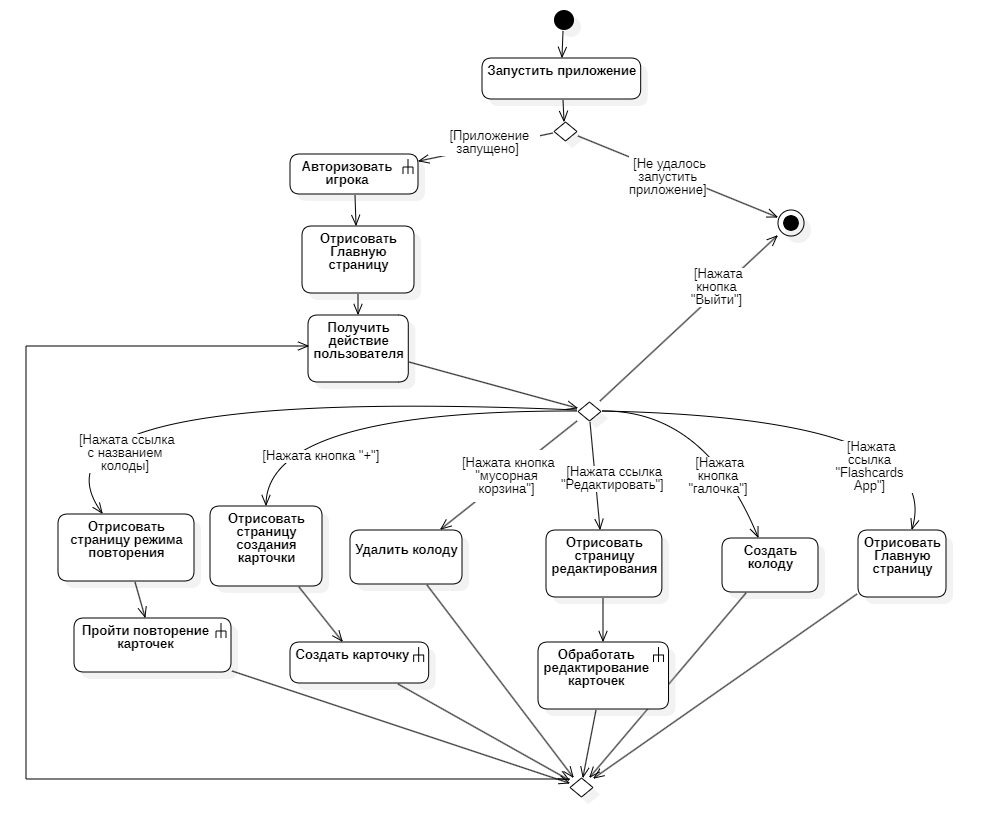 Запустить приложение
[Приложение
запущено]
[Не удалось
запустить
приложение]
Авторизовать
игрока
Отрисовать
Главную
страницу
[Нажата
кнопка
"Выйти"]
Получить
действие
пользователя
[Нажата ссылка
с названием
колоды]
[Нажата кнопка "+"]
[Нажата кнопка
"мусорная
корзина"]
[Нажата ссылка
"Редактировать"]
[Нажата
кнопка
"галочка"]
[Нажата
ссылка
"Flashcards
App"]
Отрисовать
страницу режима
повторения
Отрисовать
страницу
создания
карточки
Удалить колоду
Отрисовать
страницу
редактирования
Создать
колоду
Отрисовать
Главную
страницу
Пройти повторение
карточек
Создать карточку
Обработать
редактирование
карточек